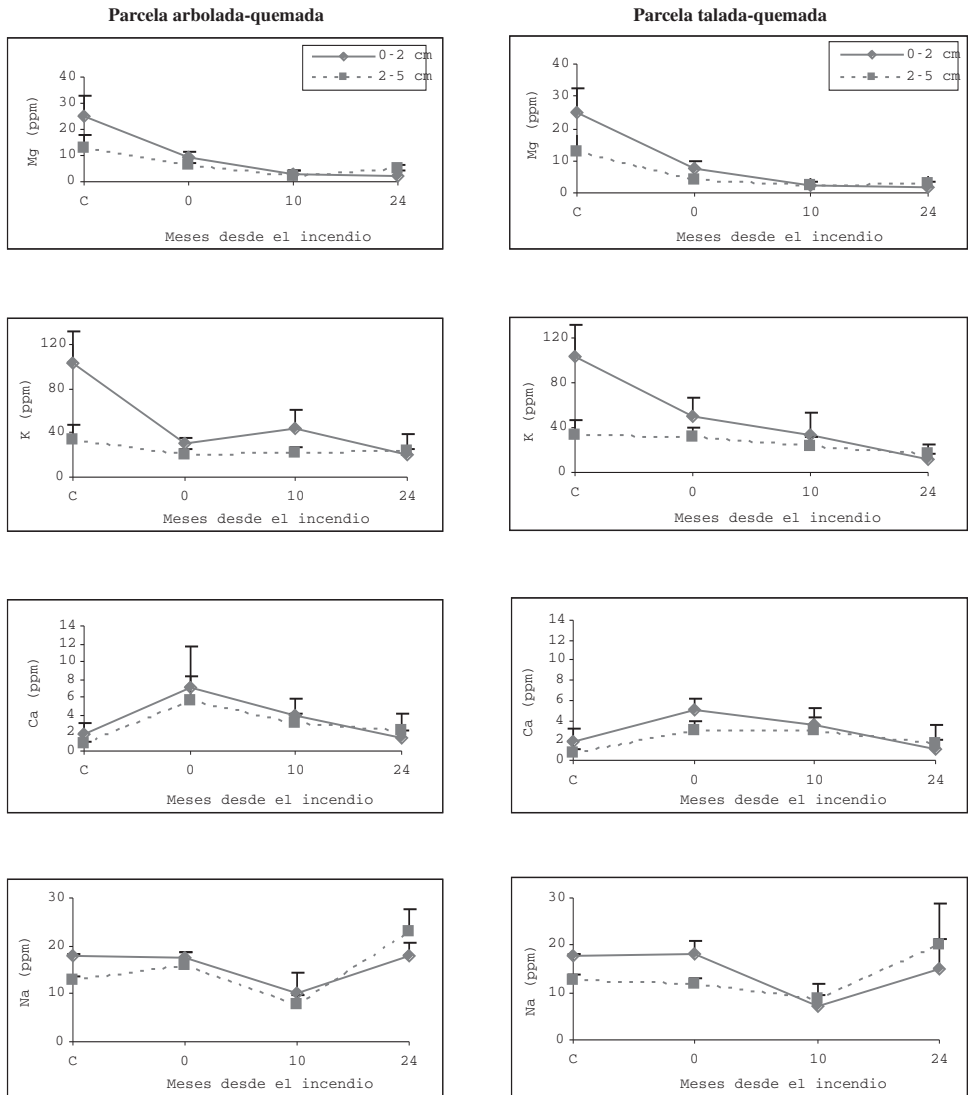 Parcela arbolada-quemada
Parcela talada-quemada
0-2 cm
2-5 cm
40
30
20
10
0
Mg (ppm)
C 0 10 24
Meses desde el incendio
0-2 cm
2-5 cm
40
30
20
10
0
Mg (ppm)
C 0 10 24
Meses desde el incendio
120
80
40
0
K (ppm)
C 0 10 24
Meses desde el incendio
120
80
40
0
K (ppm)
C 0 10 24
Meses desde el incendio
14
12
10
8
6
4
2
0
Ca (ppm)
C 0 10 24
Meses desde el incendio
14
12
10
8
6
4
2
0
Ca (ppm)
C 0 10 24
Meses desde el incendio
30
20
10
0
Na (ppm)
C 0 10 24
Meses desde el incendio
30
20
10
0
Na (ppm)
C 0 10 24
Meses desde el incendio